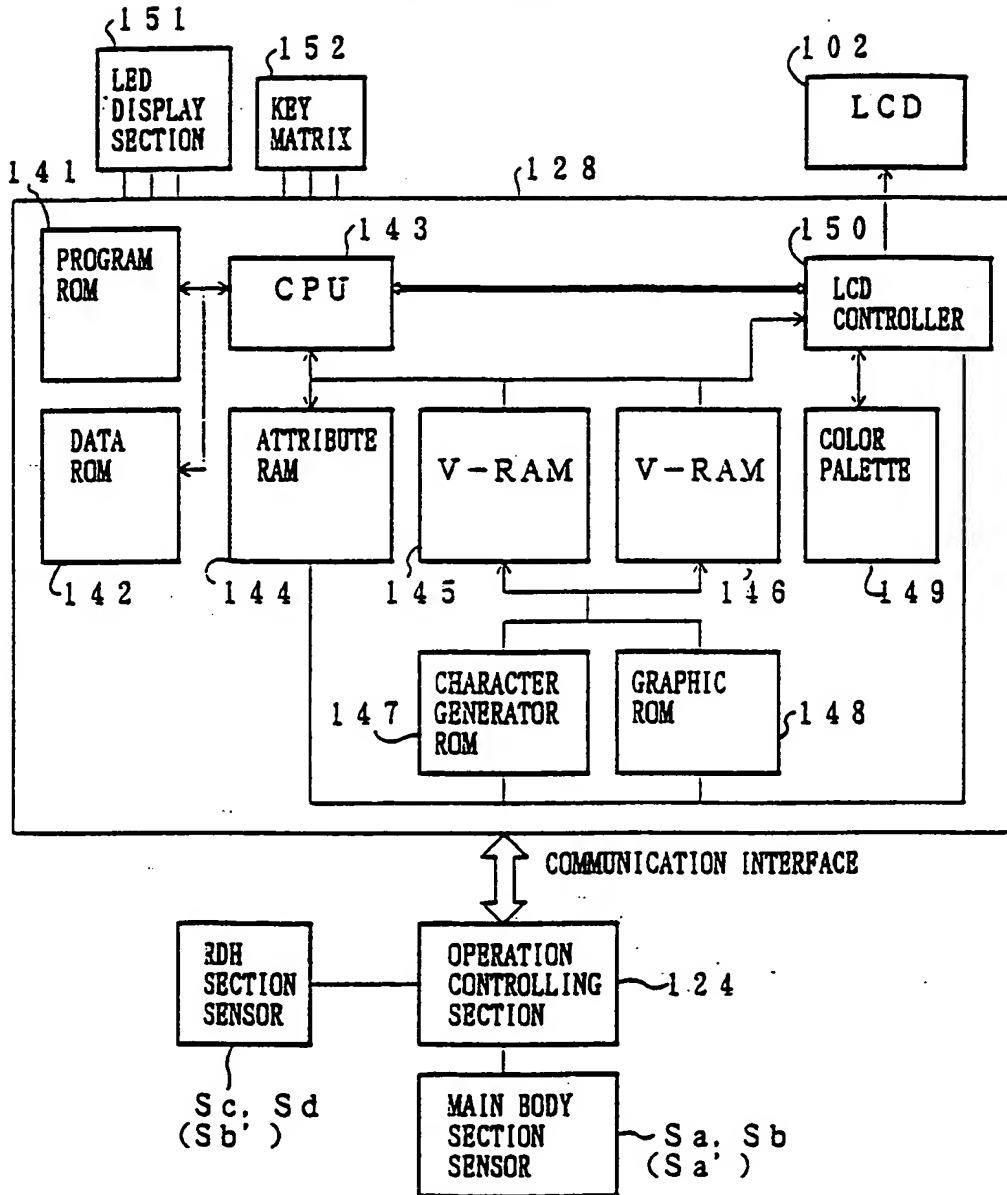 151
LED
DISPLAY
SECTION
152
KEY
MATRIX
102
LCD
141
128
PROGRAM
ROM
143
CPU
150
LCD
CONTROLLER
DATA
ROM
142
ATTRIBUTE
RAM
144
V-RAM
145
V-RAM
146
COLOR
PALETTE
149
147
CHARACTER
GENERATOR
ROM
GRAPHIC
ROM
148
COMMUNICATION INTERFACE
RDH
SECTION
SENSOR
OPERATION
CONTROLLING
SECTION
124
Sc, Sd
(Sb')
MAIN BODY
SECTION
SENSOR
Sa, Sb
(Sa')